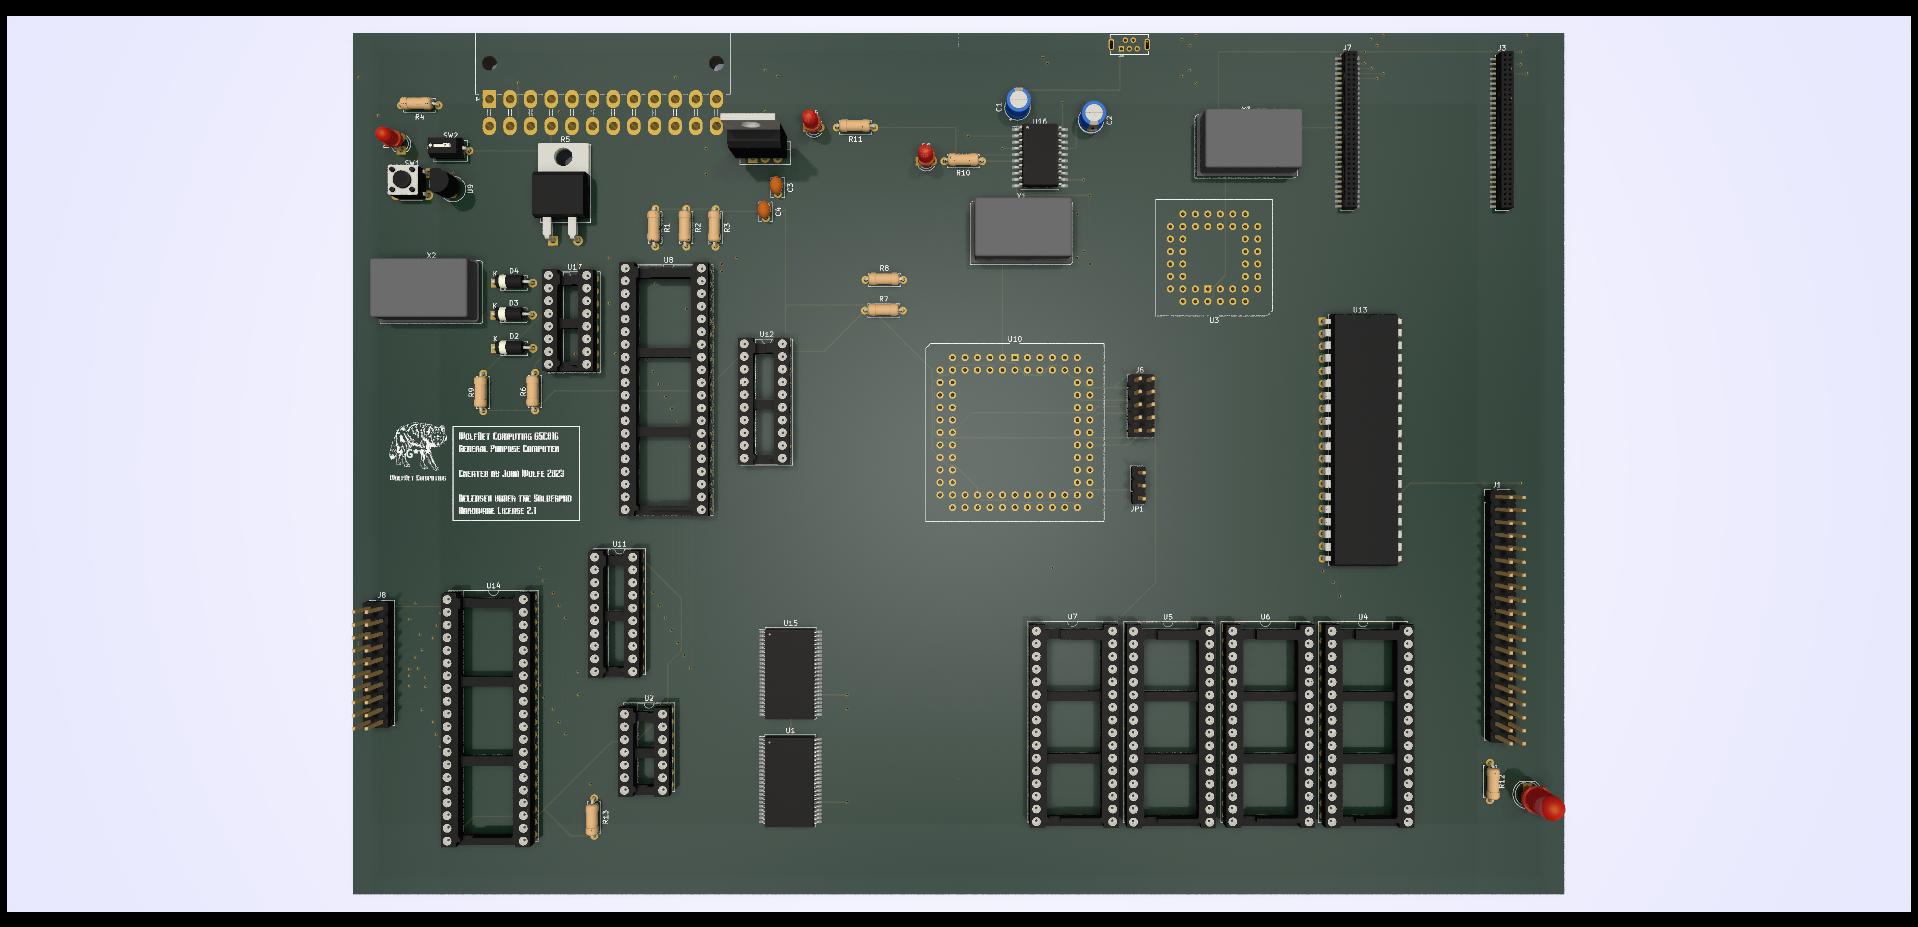 J7
J3
R4
C1
U16
C2
SW2
R5
R11
SW1
R10
U9
C3
C4
R1
R2
R3
Y1
X2
U8
U17
D4
K
R8
D3
K
R7
U3
U13
D2
K
U12
U10
J6
R9
R6
WolfNet Computing 65C816
General Purpose Computer
Created by John Wolfe 2023
Released under the Solderpad
Hardware License 2.1
WolfNet Computing
J1
JP1
U11
U14
J8
U15
U7
U5
U6
U4
U2
U1
R12
R13